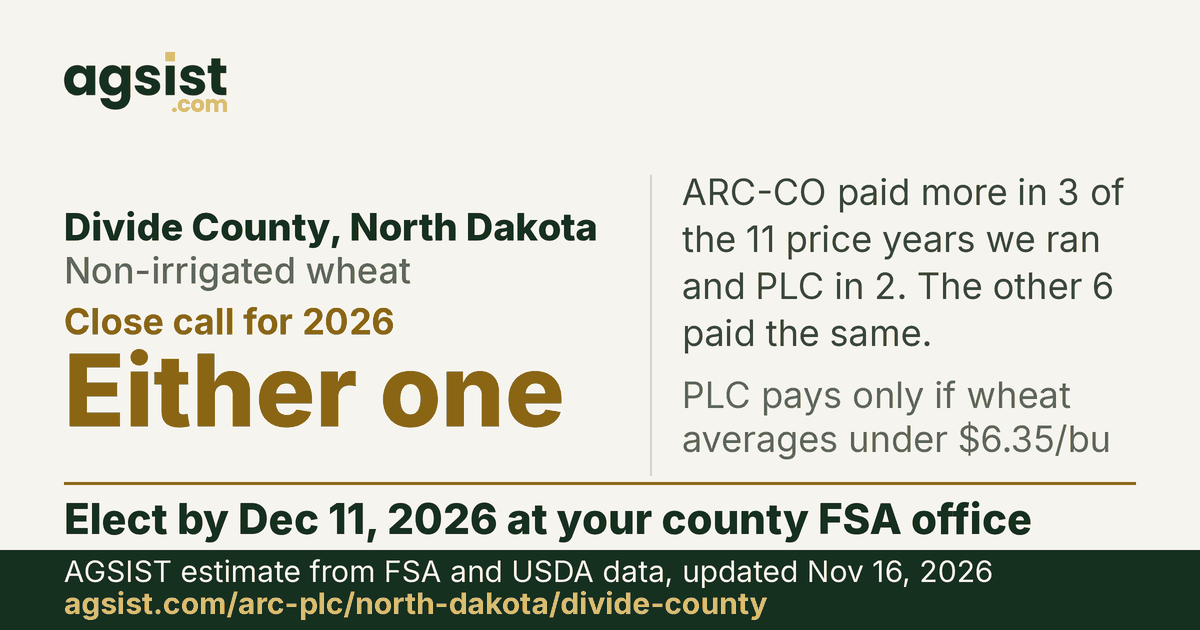 agsist
.com
Divide County, North Dakota
Non-irrigated wheat
Close call for 2026
Either one
ARC-CO paid more in 3 of
the 11 price years we ran
and PLC in 2. The other 6
paid the same.
PLC pays only if wheat
averages under $6.35/bu
Elect by Dec 11, 2026 at your county FSA office
AGSIST estimate from FSA and USDA data, updated Nov 16, 2026
agsist.com/arc-plc/north-dakota/divide-county